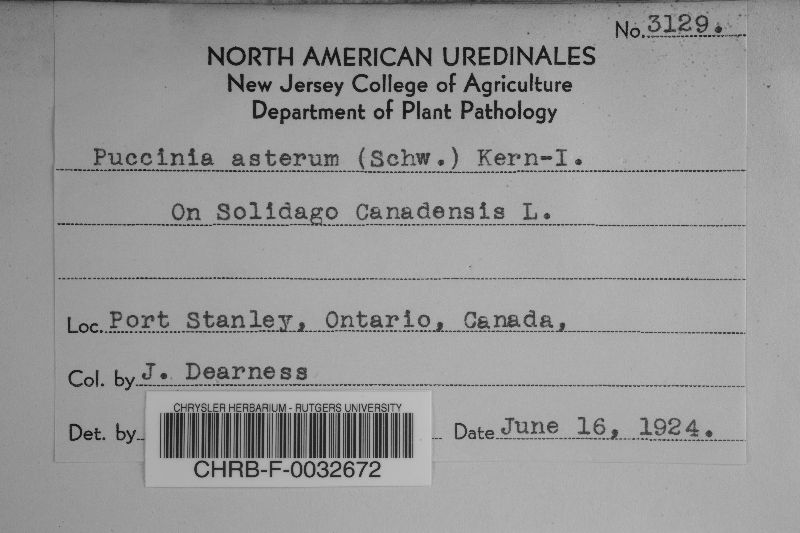 No. 3129.
NORTH AMERICAN UREDINALES
New Jersey College of Agriculture
Department of Plant Pathology
Puccinia asterum (Schw.) Kern-I.
On Solidago Canadensis L.
Loc. Port Stanley, Ontario, Canada,
Col. by J. Dearness
Det. by Date June 16, 1924.
CHRYSLER HERBARIUM - RUTGERS UNIVERSITY
CHRB-F-0032672